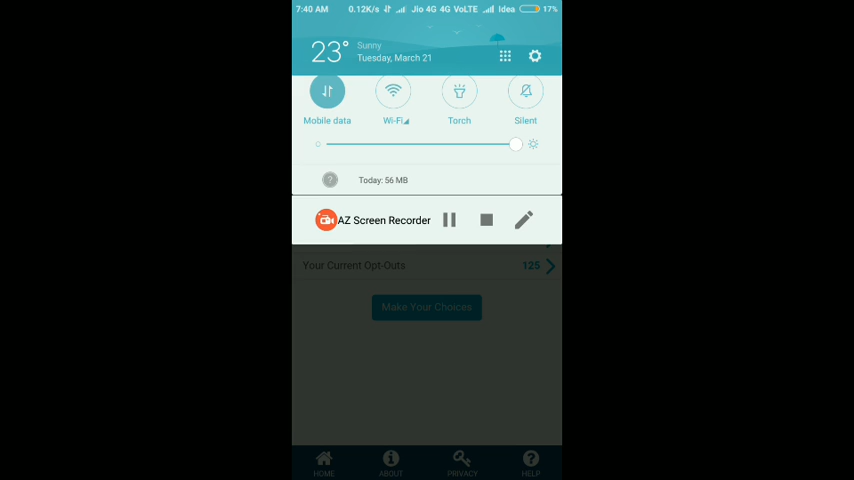 7:40 AM 0.12K/s Jio 4G 4G VoLTE Idea 17%
23° Sunny
Tuesday, March 21
Mobile data Wi-Fi Torch Silent
? Today: 56 MB
AZ Screen Recorder
Your Current Opt-Outs 125
Make Your Choices
HOME ABOUT PRIVACY HELP